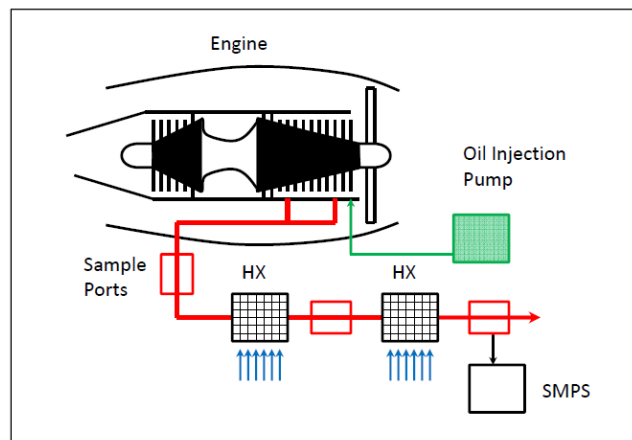 Engine
Oil Injection
Pump
Sample
Ports
HX
HX
SMPS